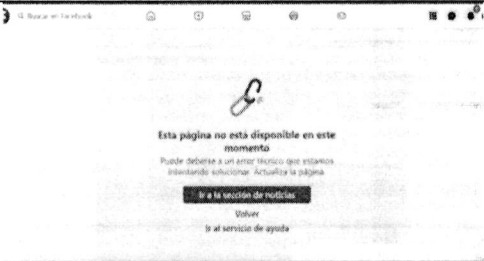 Buscar en Facebook
Esta página no está disponible en este
momento
Puede deberse a un error técnico que estamos
intentando solucionar. Actualiza la página.
Ir a la sección de noticias
Volver
Ir al servicio de ayuda